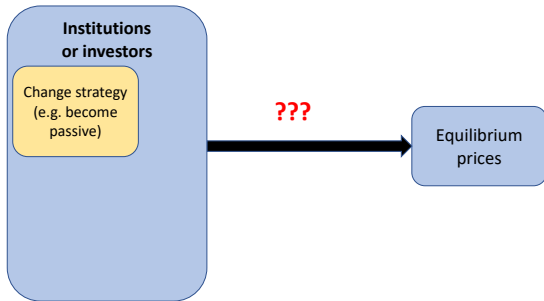 Institutions
or investors
Change strategy
(e.g. become
passive)
???
Equilibrium
prices